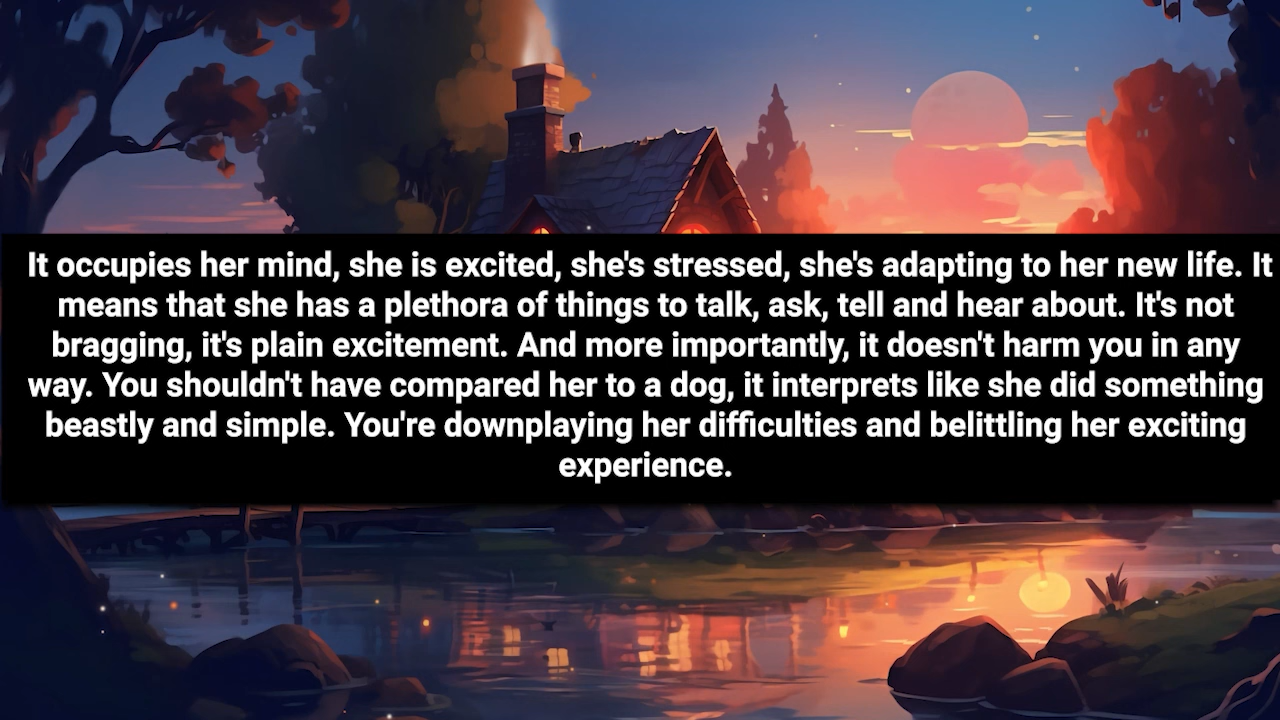 It occupies her mind, she is excited, she's stressed, she's adapting to her new life. It
means that she has a plethora of things to talk, ask, tell and hear about. It's not
bragging, it's plain excitement. And more importantly, it doesn't harm you in any
way. You shouldn't have compared her to a dog, it interprets like she did something
beastly and simple. You're downplaying her difficulties and belittling her exciting
experience.